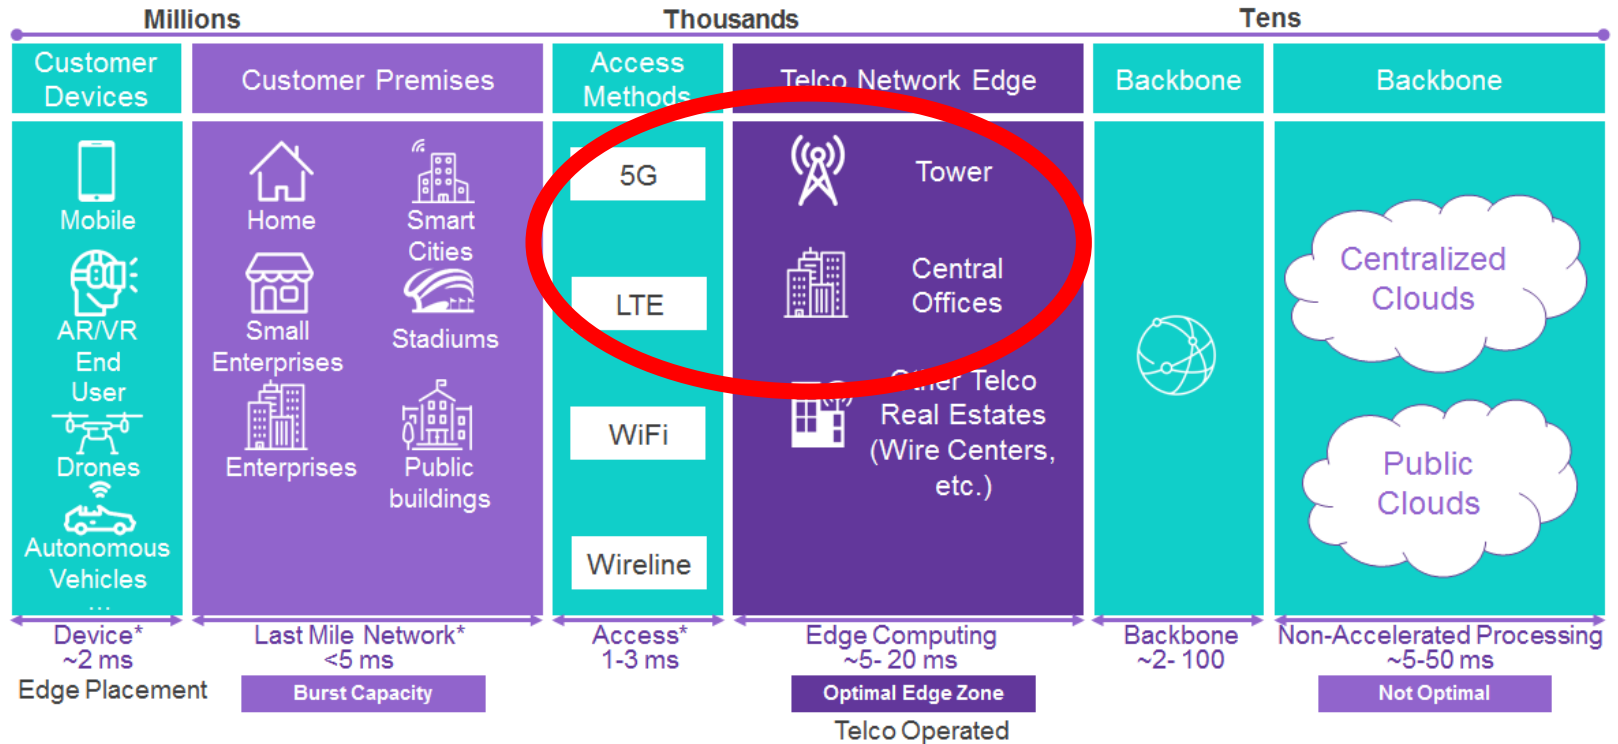 Millions
Thousands
Tens
Customer
Devices
Customer Premises
Access
Methods
Telco Network Edge
Backbone
Backbone
Mobile
AR/VR
End
User
Drones
Autonomous
Vehicles
...
Home
Smart
Cities
Small
Enterprises
Stadiums
Enterprises
Public
buildings
5G
LTE
WiFi
Wireline
Tower
Central
Offices
Other Telco
Real Estates
(Wire Centers,
etc.)
Centralized
Clouds
Public
Clouds
Device*
~2 ms
Last Mile Network*
<5 ms
Access*
1-3 ms
Edge Computing
~5- 20 ms
Backbone
~2- 100
Non-Accelerated Processing
~5-50 ms
Edge Placement
Burst Capacity
Optimal Edge Zone
Not Optimal
Telco Operated